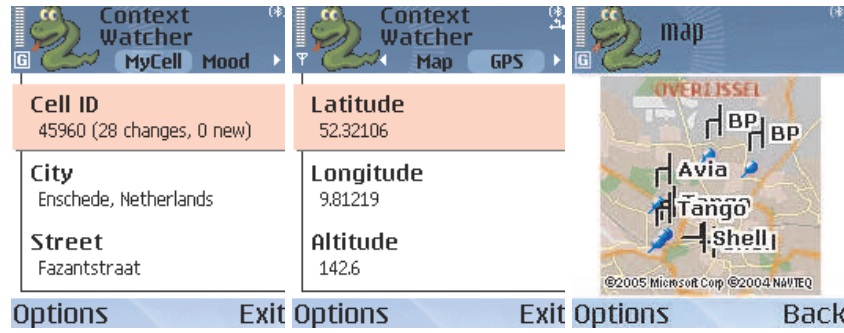 Context
Watcher
G
MyCell Mood
Cell ID
45960 (28 changes, 0 new)
City
Enschede, Netherlands
Street
Fazantstraat
Options Exit
Context
Watcher
Map GPS
Latitude
52.32106
Longitude
9.81219
Altitude
142.6
Options Exit
map
G
OVERIJSSEL
BP
BP
Avia
Tango
Shell
©2005 Microsoft Corp ©2004 NAVTEQ
Options Back